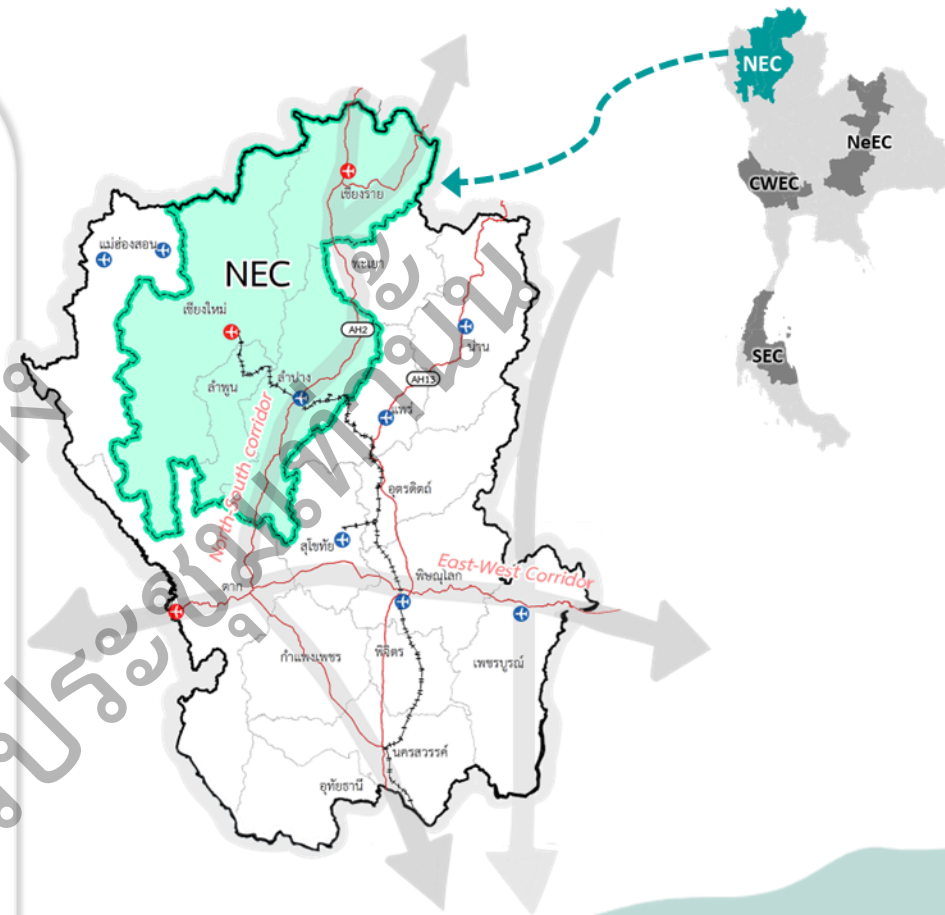 NEC
NeEC
CWEC
SEC
เชียงราย
แม่ฮ่องสอน
พะเยา
NEC
เชียงใหม่
AH2
น่าน
ลำปาง
ลำพูน
AH13
แพร่
North-South corridor
อุตรดิตถ์
สุโขทัย
East-West Corridor
พิษณุโลก
ตาก
กำแพงเพชร
พิจิตร
เพชรบูรณ์
นครสวรรค์
อุทัยธานี